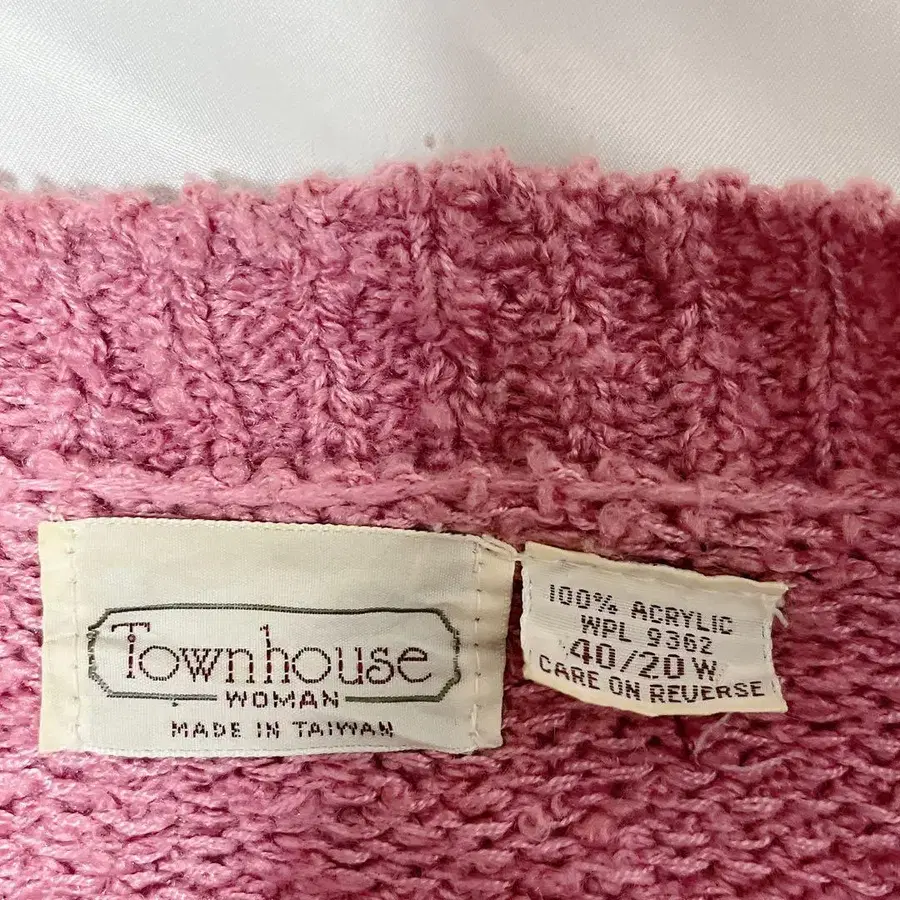 Townhouse
WOMAN
MADE IN TAIWAN
100% ACRYLIC
WPL 9362
40/20 W
CARE ON REVERSE